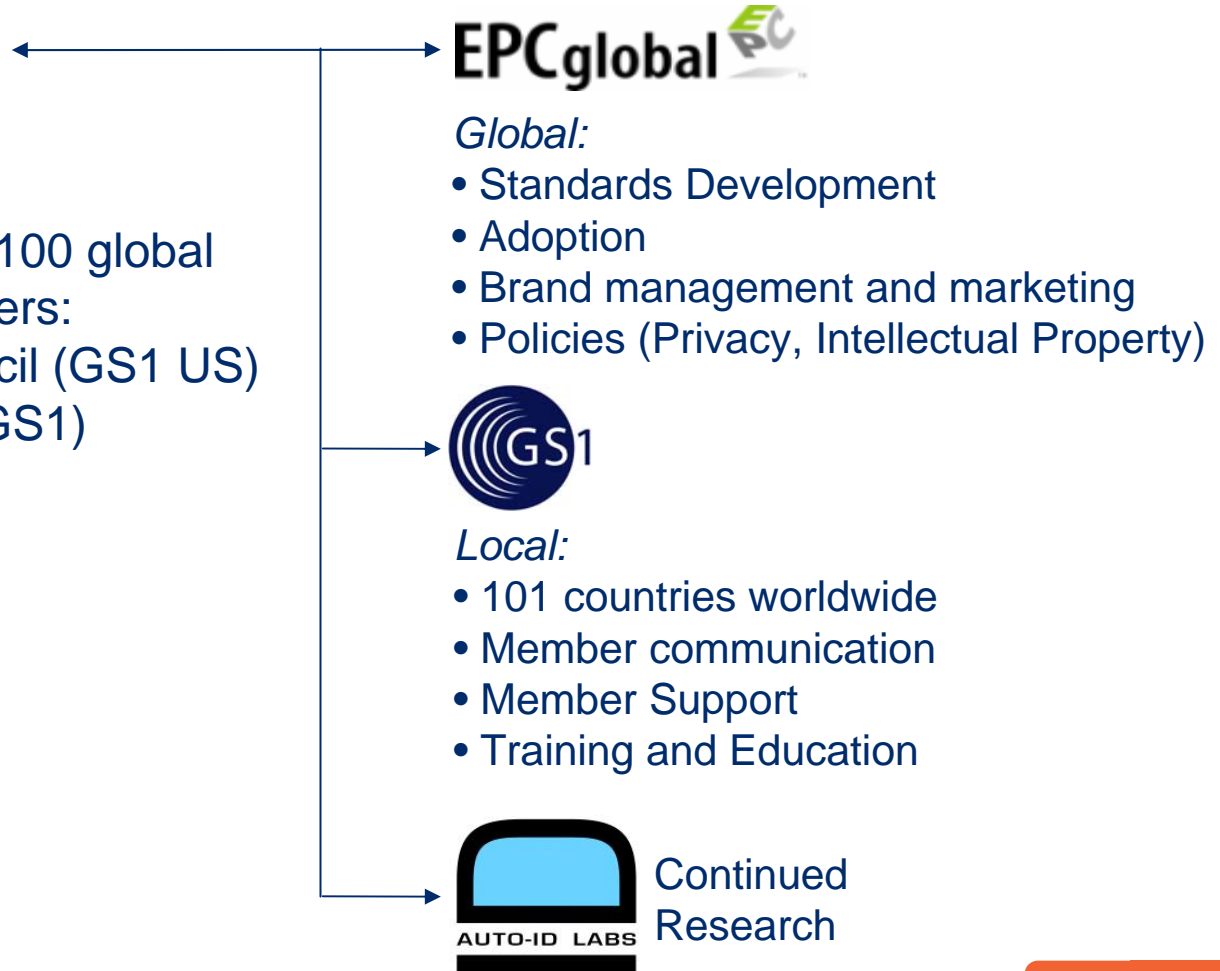 EPCglobal
EPC
Global:
• Standards Development
• Adoption
• Brand management and marketing
• Policies (Privacy, Intellectual Property)
100 global
ers:
cil (GS1 US)
GS1)
GS1
Local:
• 101 countries worldwide
• Member communication
• Member Support
• Training and Education
AUTO-ID LABS
Continued
Research